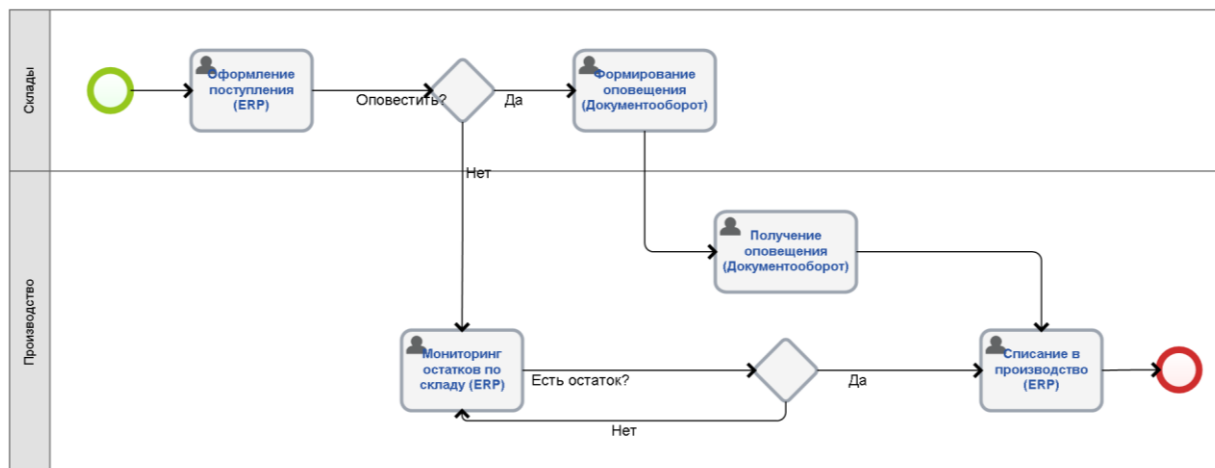 Склады
Оформление
поступления
(ERP)
Оповестить?
Да
Формирование
оповещения
(Документооборот)
Нет
Производство
Получение
оповещения
(Документооборот)
Мониторинг
остатков по
складу (ERP)
Есть остаток?
Да
Списание в
производство
(ERP)
Нет